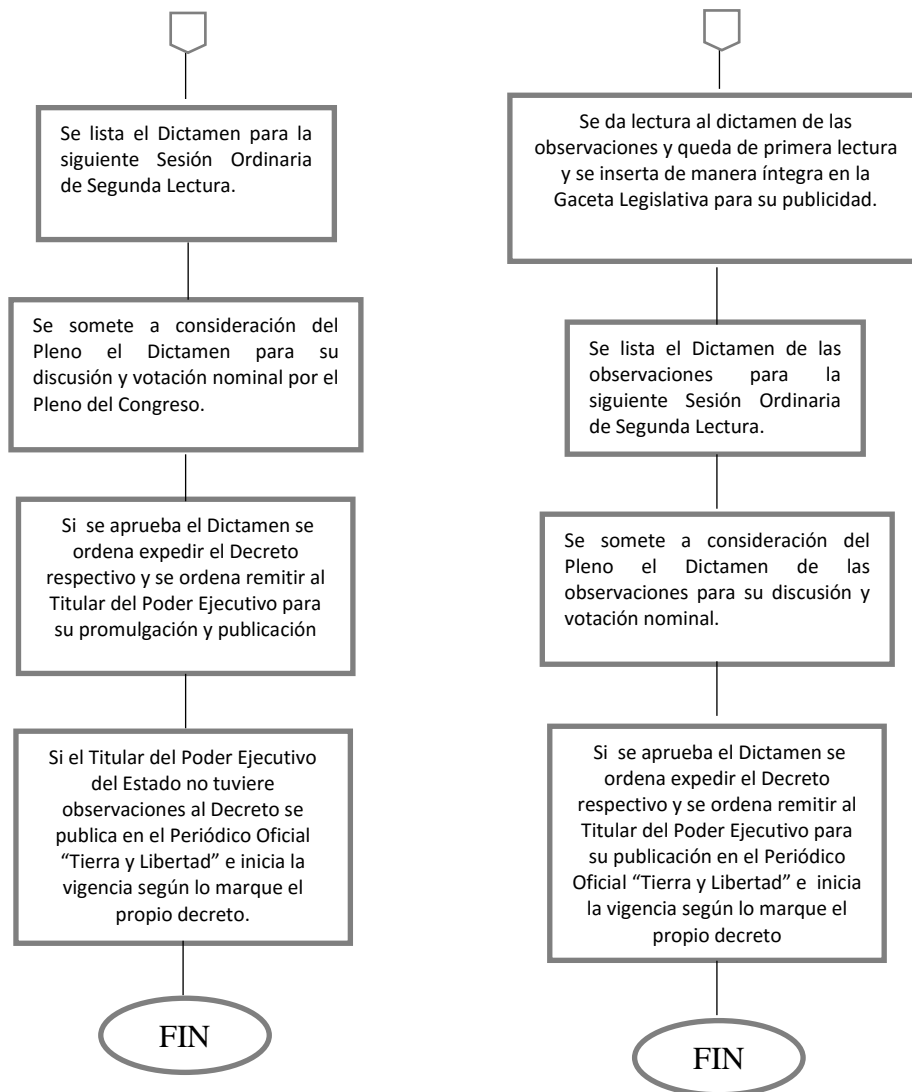 Se lista el Dictamen para la
siguiente Sesión Ordinaria
de Segunda Lectura.
Se somete a consideración del
Pleno el Dictamen para su
discusión y votación nominal por el
Pleno del Congreso.
Si se aprueba el Dictamen se
ordena expedir el Decreto
respectivo y se ordena remitir al
Titular del Poder Ejecutivo para
su promulgación y publicación
Si el Titular del Poder Ejecutivo
del Estado no tuviere
observaciones al Decreto se
publica en el Periódico Oficial
“Tierra y Libertad” e inicia la
vigencia según lo marque el
propio decreto.
FIN
Se da lectura al dictamen de las
observaciones y queda de primera lectura
y se inserta de manera íntegra en la
Gaceta Legislativa para su publicidad.
Se lista el Dictamen de las
observaciones para la
siguiente Sesión Ordinaria
de Segunda Lectura.
Se somete a consideración del
Pleno el Dictamen de las
observaciones para su discusión y
votación nominal.
Si se aprueba el Dictamen se
ordena expedir el Decreto
respectivo y se ordena remitir al
Titular del Poder Ejecutivo para
su publicación en el Periódico
Oficial “Tierra y Libertad” e inicia
la vigencia según lo marque el
propio decreto
FIN